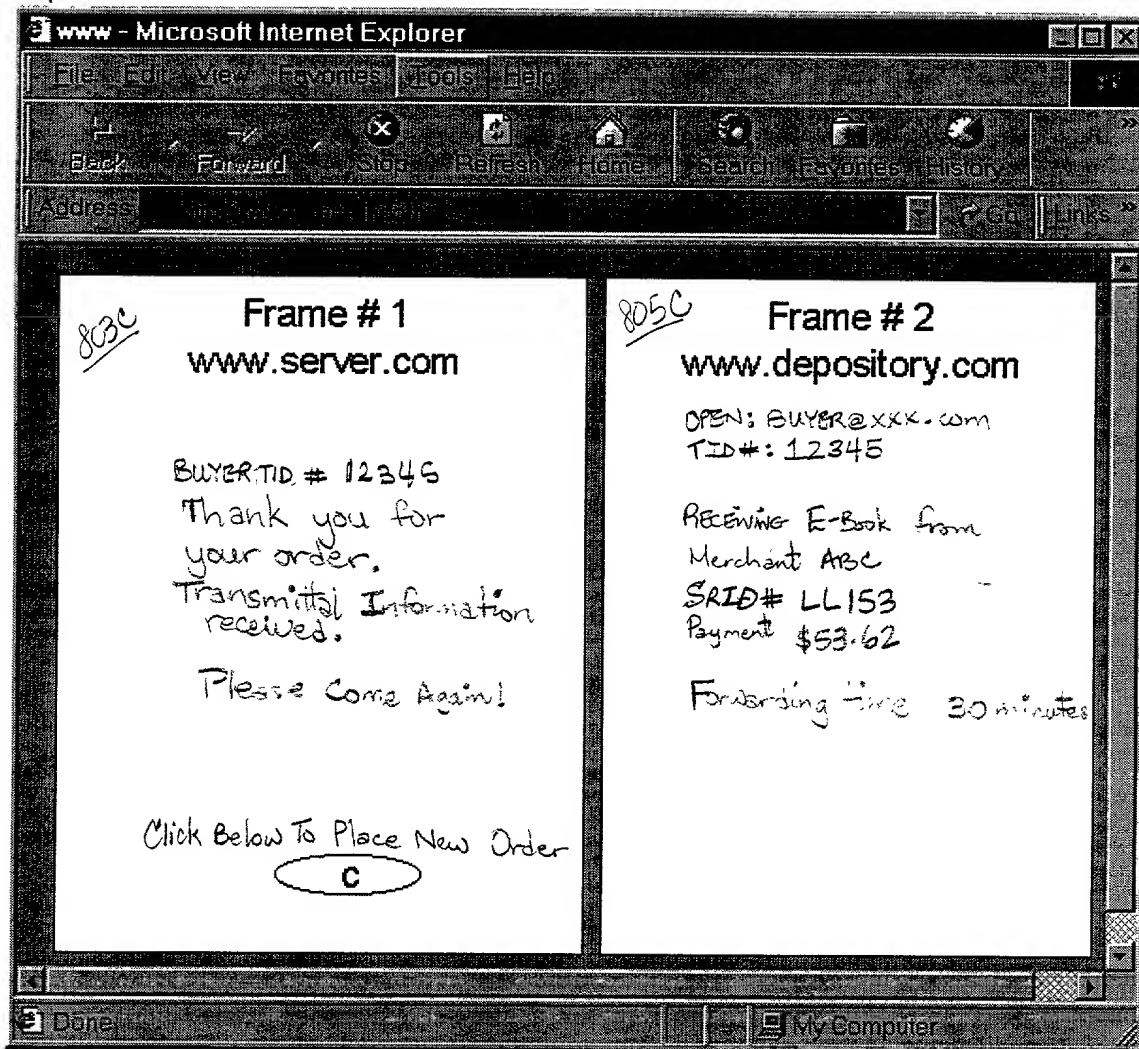 www - Microsoft Internet Explorer
File Edit View Favorites Tools Help
Back Forward Stop Refresh Home Search Favorites History
Address Go Links
803C
Frame # 1
www.server.com
BUYER TID # 12345
Thank you for
your order.
Transmittal Information
received.
Please Come Again!
Click Below To Place New Order
C
805C
Frame # 2
www.depository.com
OPEN: BUYER@xxx.com
TID#: 12345
RECEIVING E-Book from
Merchant ABC
SRID# LL153
Payment $53.62
Forwarding time 30 minutes
Done My Computer